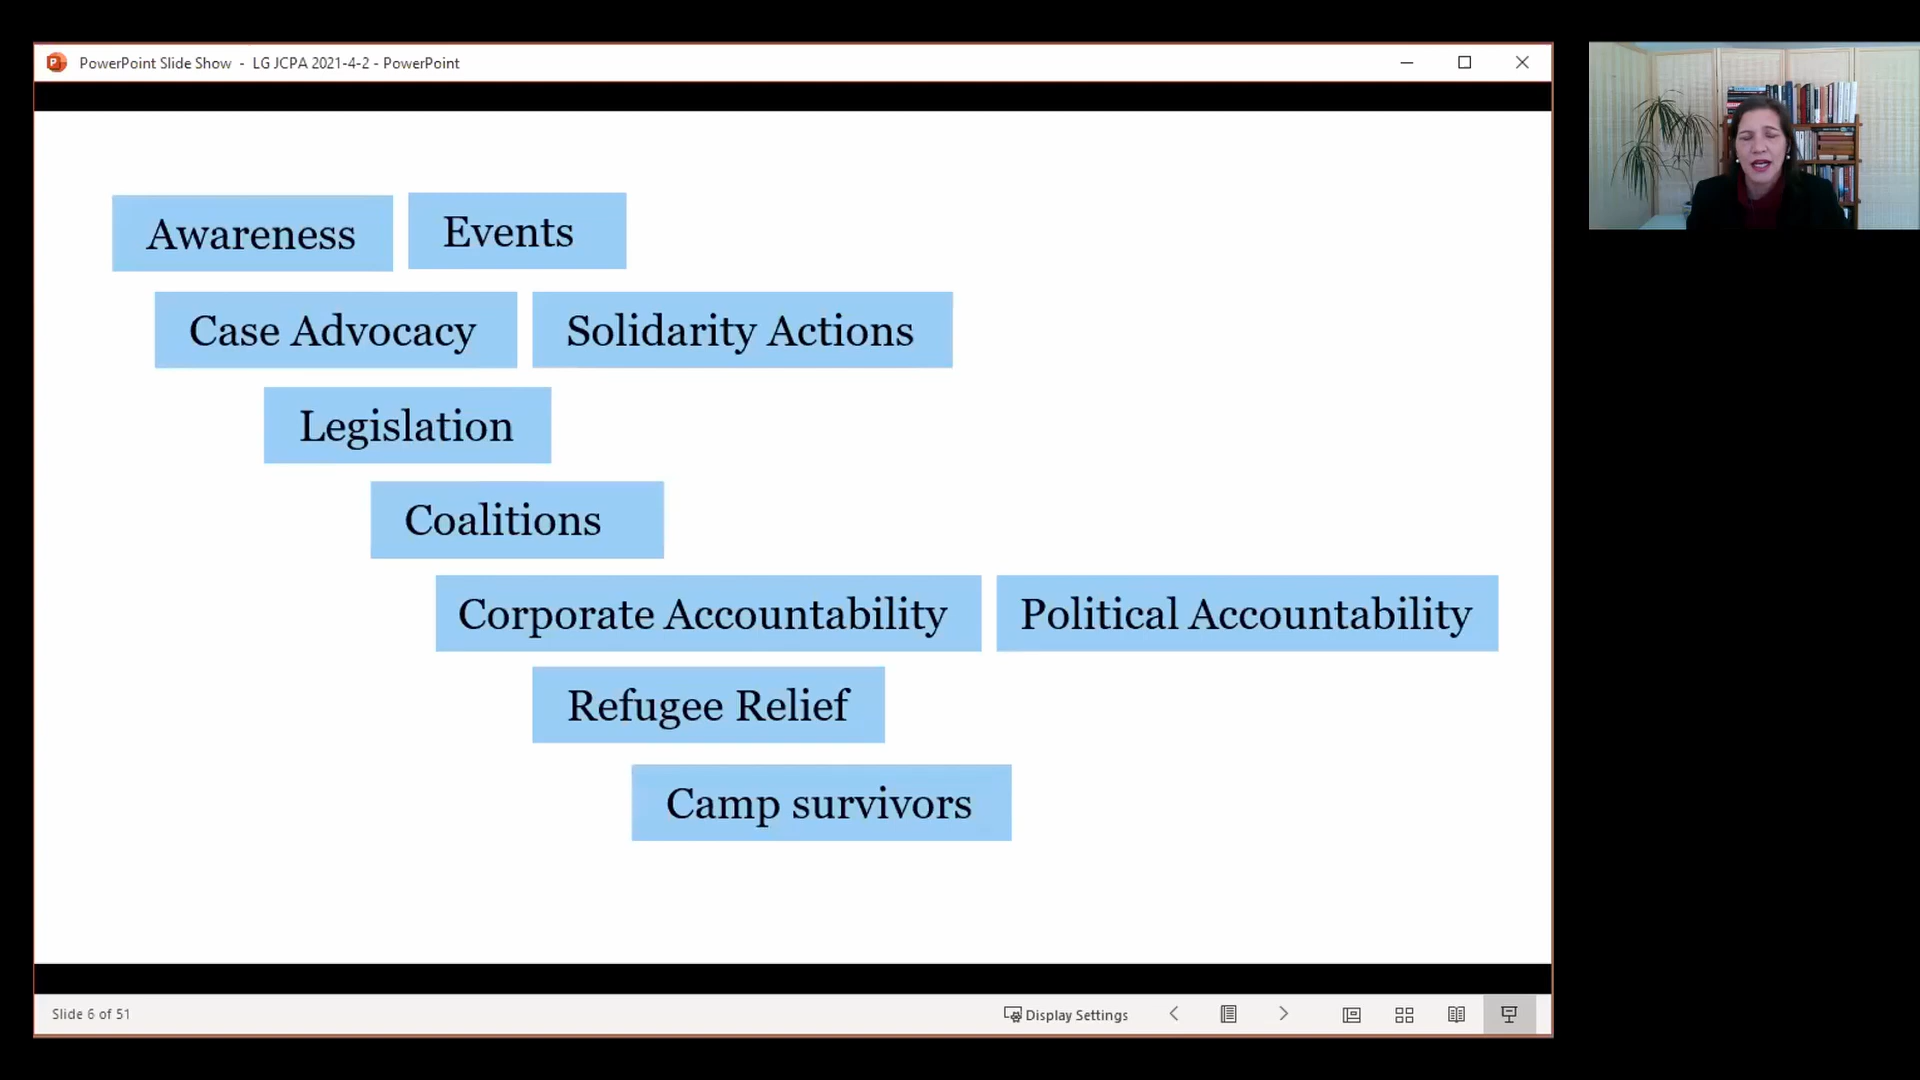 PowerPoint Slide Show - LG JCPA 2021-4-2 - PowerPoint
Awareness Events
Case Advocacy Solidarity Actions
Legislation
Coalitions
Corporate Accountability Political Accountability
Refugee Relief
Camp survivors
Slide 6 of 51 Display Settings